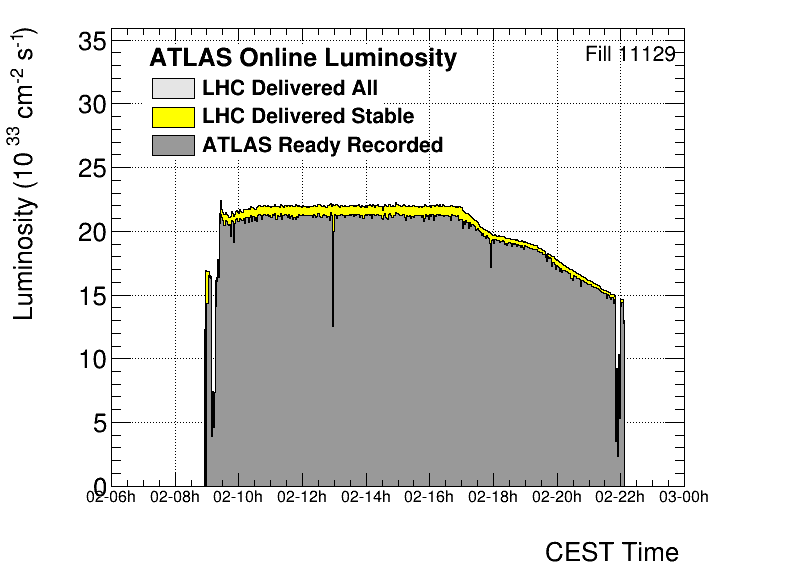 ATLAS Online Luminosity
Fill 11129
LHC Delivered All
LHC Delivered Stable
ATLAS Ready Recorded
Luminosity (10^33 cm^-2 s^-1)
35
30
25
20
15
10
5
0
02-06h 02-08h 02-10h 02-12h 02-14h 02-16h 02-18h 02-20h 02-22h 03-00h
CEST Time